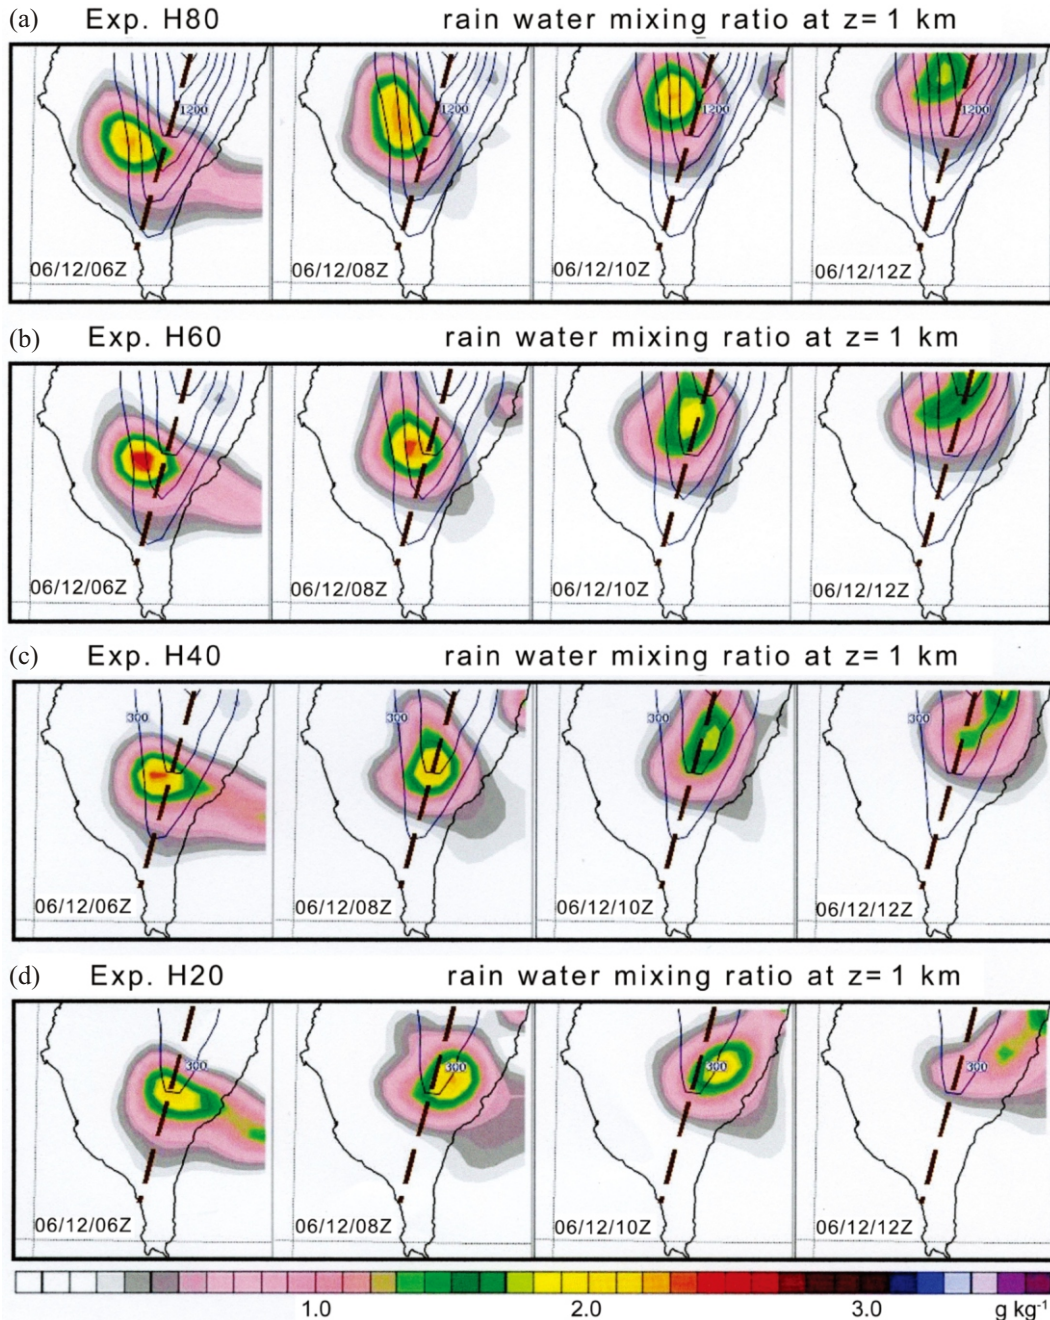 (a) Exp. H80 rain water mixing ratio at z= 1 km
1200 1200 1200 1200
06/12/06Z 06/12/08Z 06/12/10Z 06/12/12Z
(b) Exp. H60 rain water mixing ratio at z= 1 km
06/12/06Z 06/12/08Z 06/12/10Z 06/12/12Z
(c) Exp. H40 rain water mixing ratio at z= 1 km
300 300 300 300
06/12/06Z 06/12/08Z 06/12/10Z 06/12/12Z
(d) Exp. H20 rain water mixing ratio at z= 1 km
300 300 300 300
06/12/06Z 06/12/08Z 06/12/10Z 06/12/12Z
1.0 2.0 3.0 g kg⁻¹